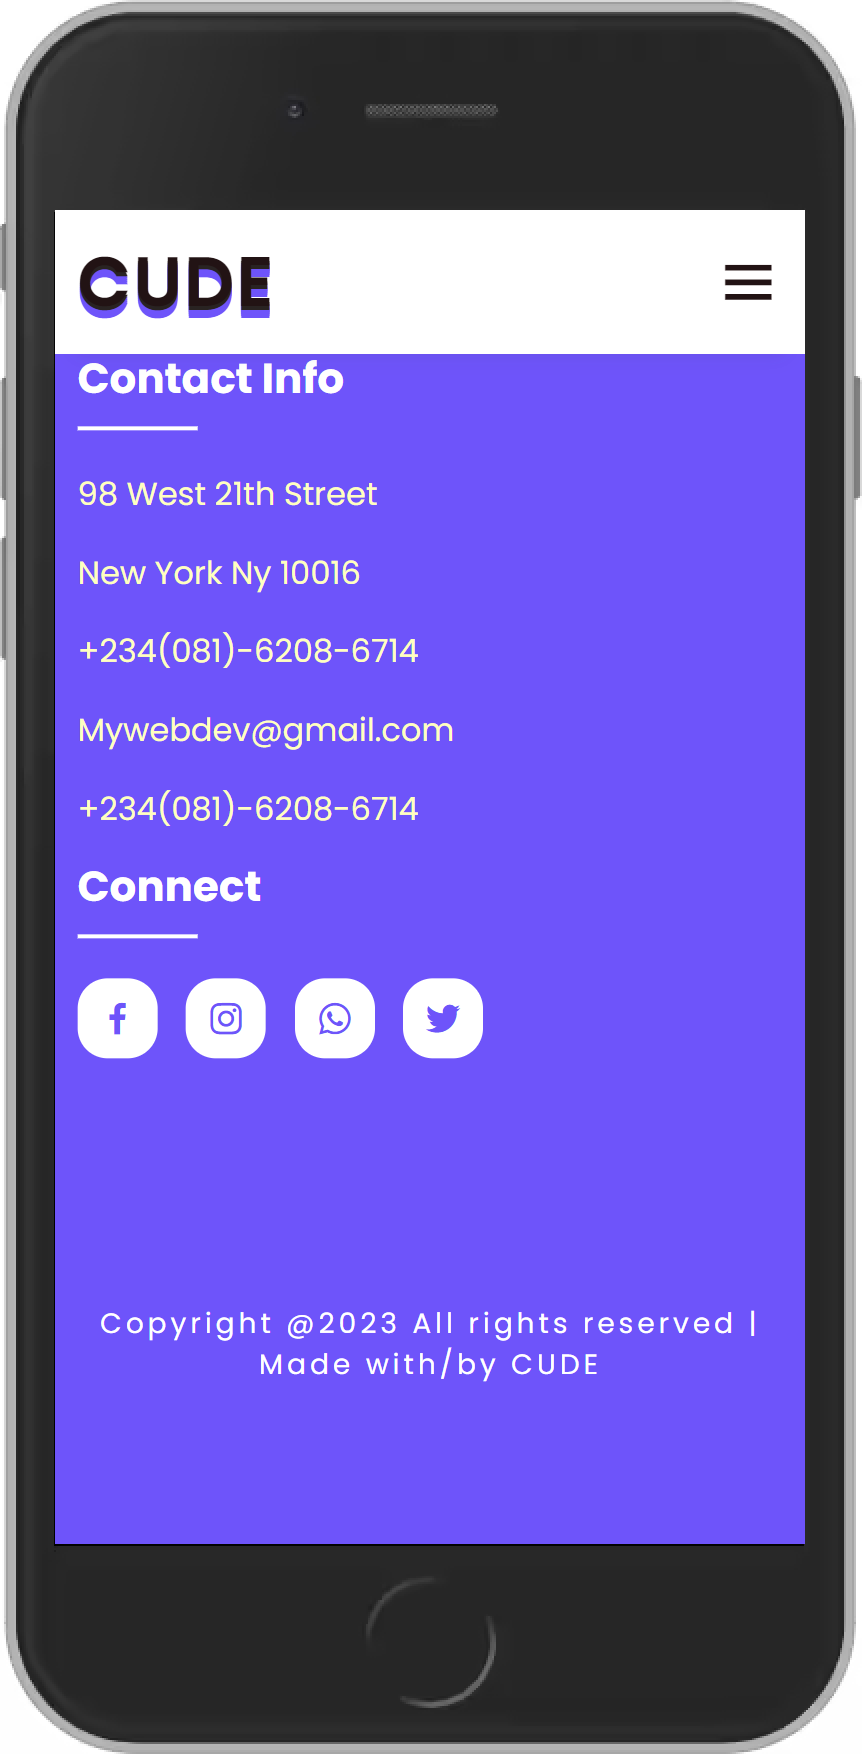 CUDE
Contact Info
98 West 21th Street
New York Ny 10016
+234(081)-6208-6714
Mywebdev@gmail.com
+234(081)-6208-6714
Connect
Copyright @2023 All rights reserved |
Made with/by CUDE